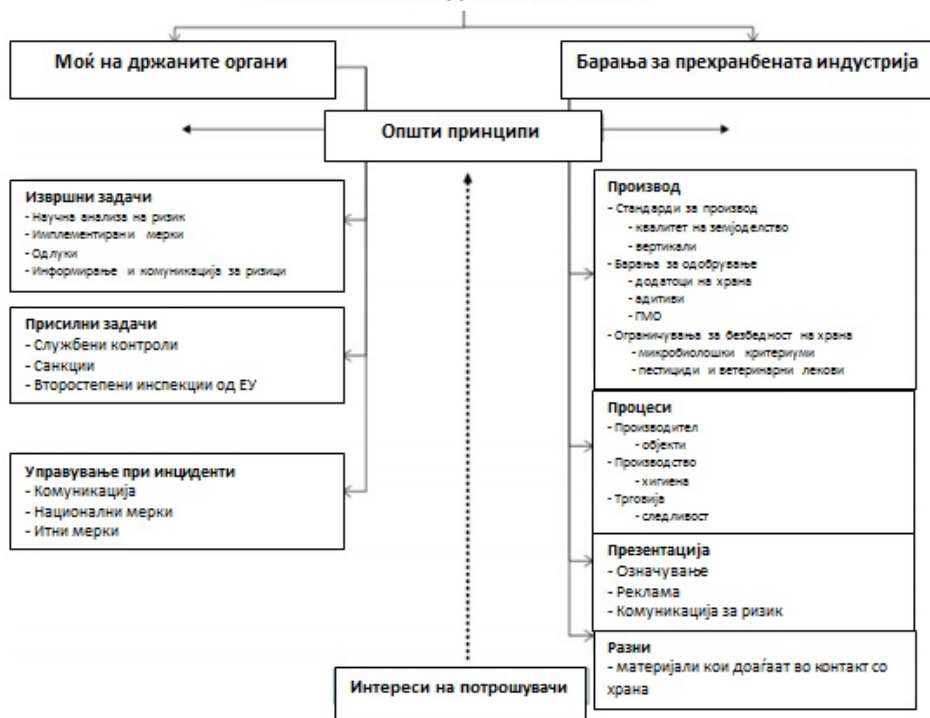 Моќ на држаните органи
Барања за прехранбената индустрија
Општи принципи
Извршни задачи
- Научна анализа на ризик
- Имплементирани мерки
- Одлуки
- Информирање и комуникација за ризици
Присилни задачи
- Службени контроли
- Санкции
- Второстепени инспекции од ЕУ
Управување при инциденти
- Комуникација
- Национални мерки
- Итни мерки
Производ
- Стандарди за производ
- квалитет на земјоделство
- вертикали
- Барања за одобрување
- додатоци на храна
- адитиви
- ГМО
- Ограничувања за безбедност на храна
- микробиолошки критериуми
- пестициди и ветеринарни лекови
Процеси
- Производител
- објекти
- Производство
- хигиена
- Трговија
- следливост
Презентација
- Означување
- Реклама
- Комуникација за ризик
Разни
- материјали кои доаѓаат во контакт со
храна
Интереси на потрошувачи